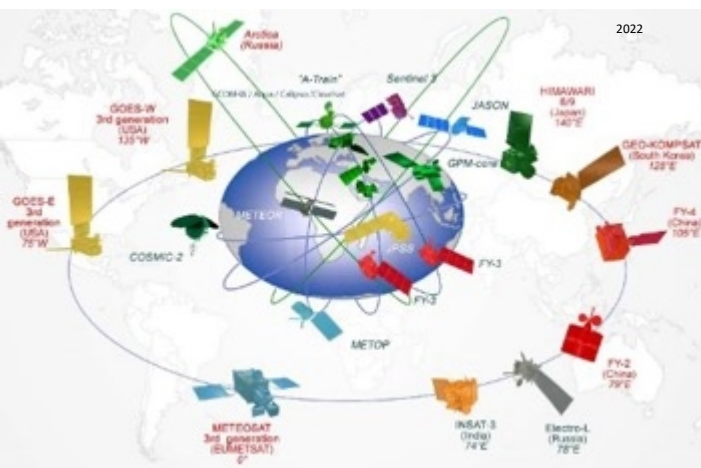 2022
Arctica
(Russia)
"A-Train"
Sentinel 3
GOES-W
3rd generation
(USA)
135°W
JASON
HIMAWARI
8/9
(Japan)
140°E
GPM-core
GEO-KOMPSAT
(South Korea)
128°E
GOES-E
3rd
generation
(USA)
75°W
METEOR
FY-4
(China)
105°E
COSMIC-2
JPSS
FY-3
FY-3
METOP
FY-2
(China)
79°E
METEOSAT
3rd generation
(EUMETSAT)
0°
INSAT-3
(India)
74°E
Electro-L
(Russia)
76°E